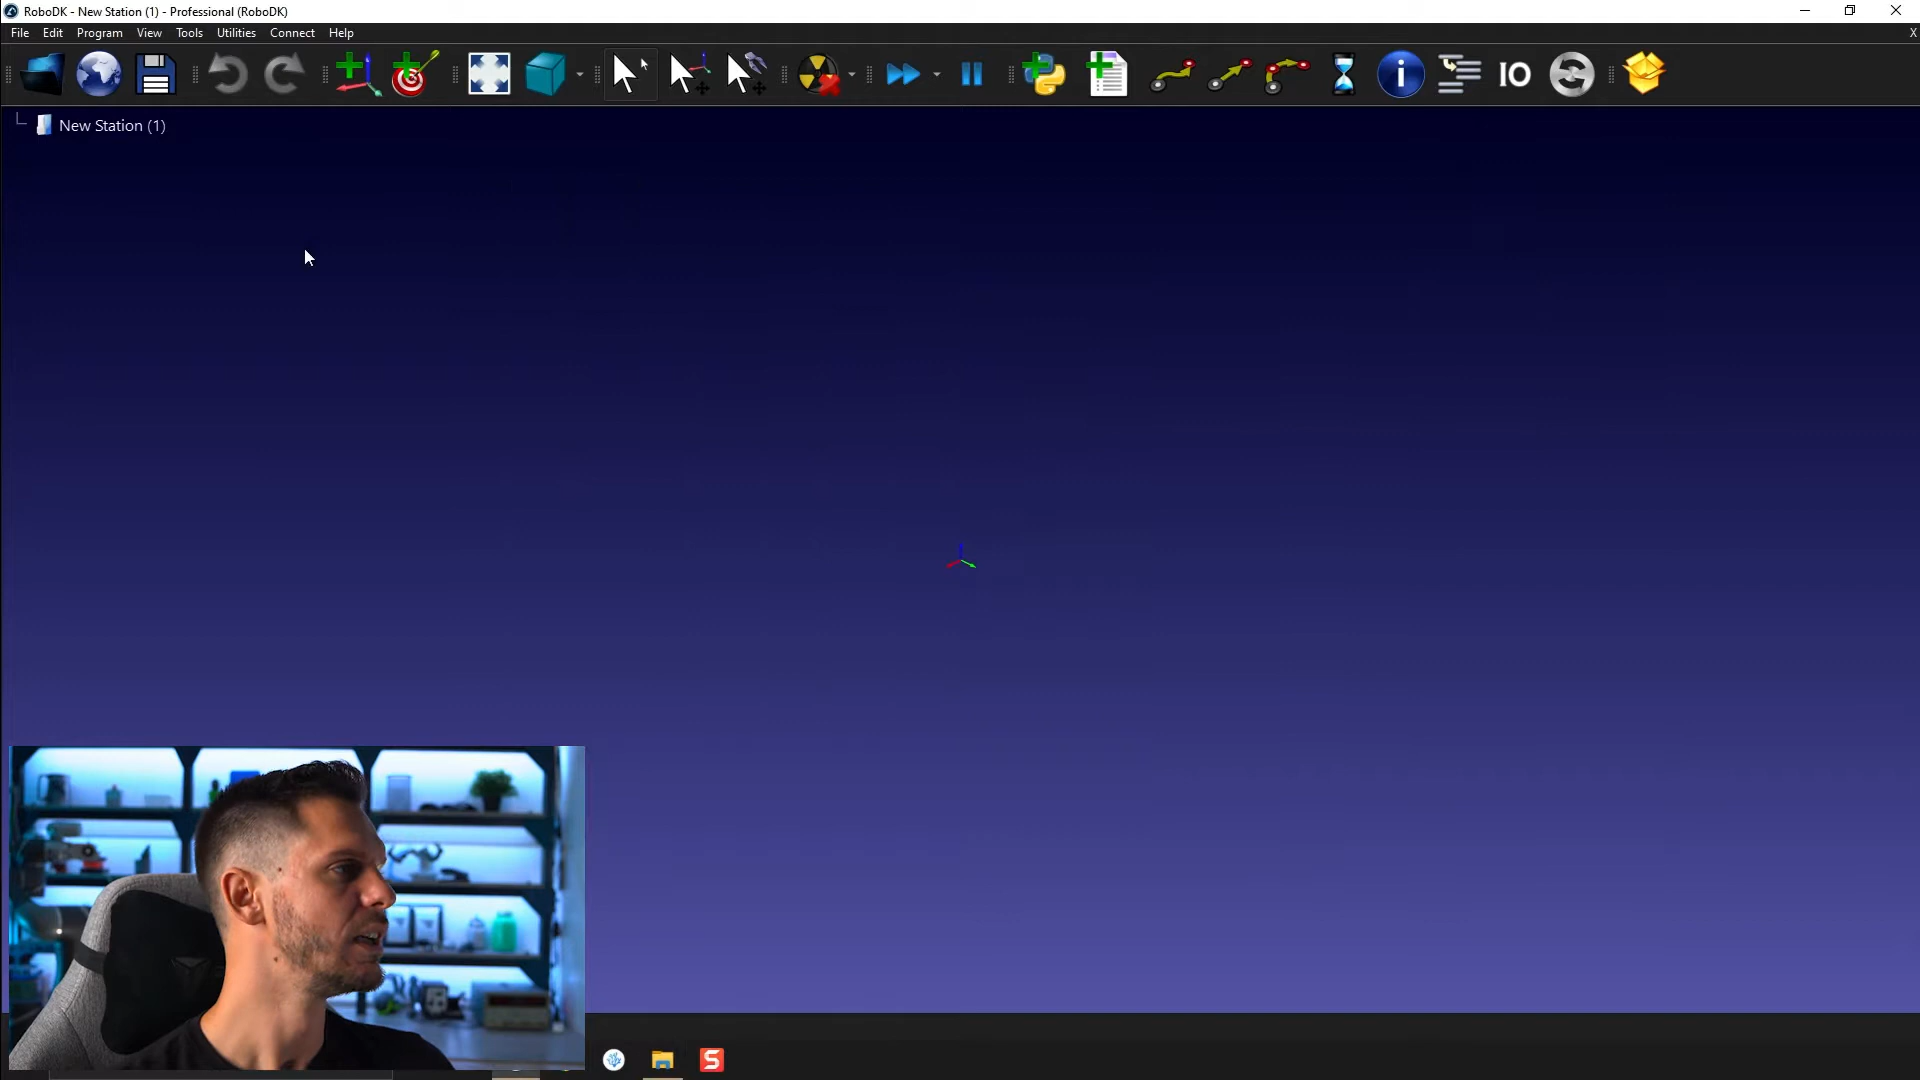 RoboDK - New Station (1) - Professional (RoboDK)
File Edit Program View Tools Utilities Connect Help
X
i
IO
New Station (1)
S